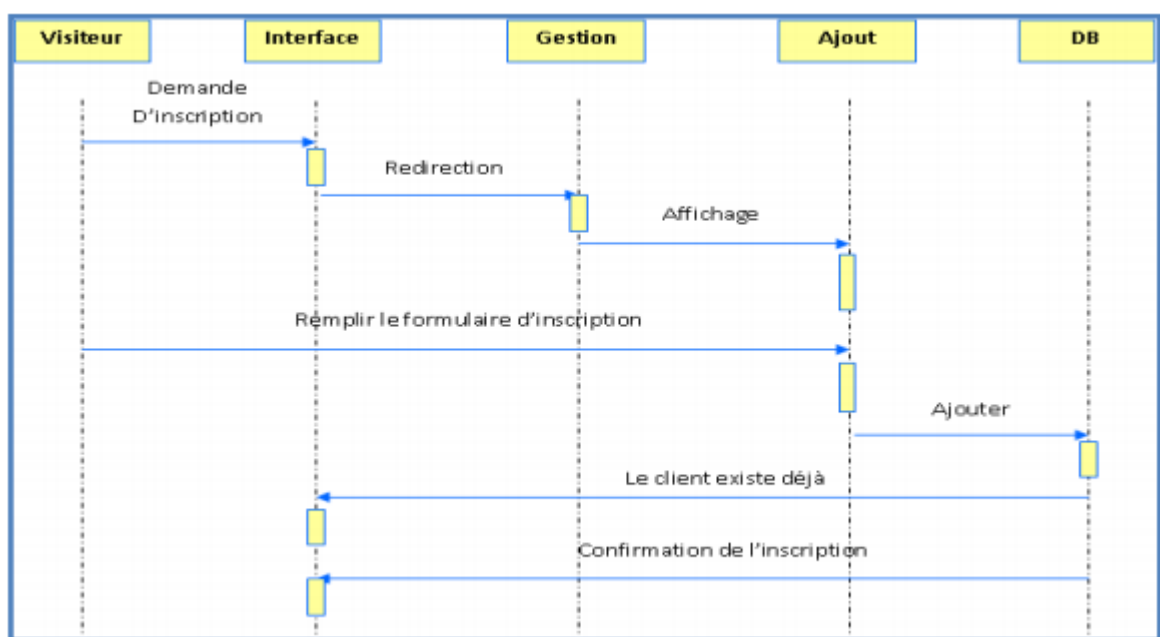 Visiteur
Interface
Gestion
Ajout
DB
Demande
D'inscription
Redirection
Affichage
Remplir le formulaire d'inscription
Ajouter
Le client existe déjà
Confirmation de l'inscription